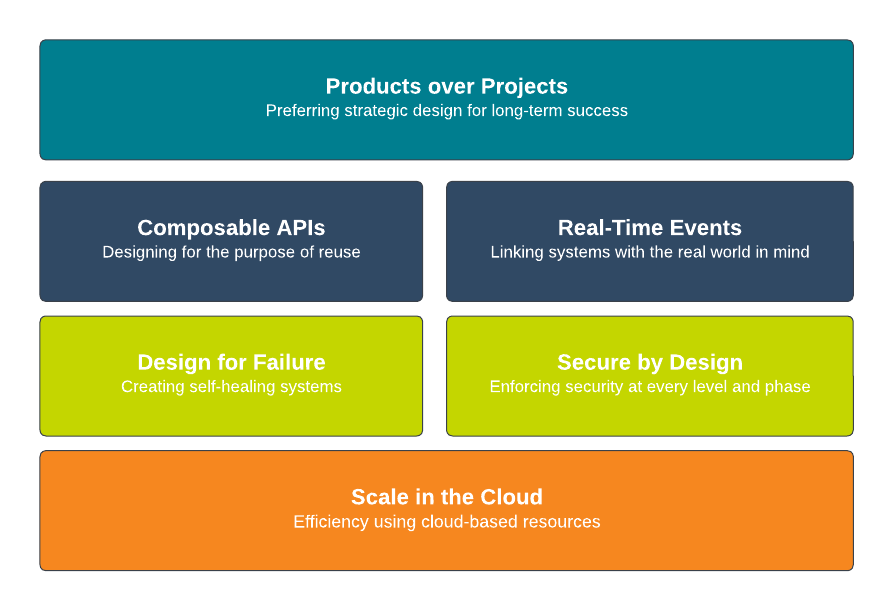 Products over Projects
Preferring strategic design for long-term success
Composable APIs
Designing for the purpose of reuse
Real-Time Events
Linking systems with the real world in mind
Design for Failure
Creating self-healing systems
Secure by Design
Enforcing security at every level and phase
Scale in the Cloud
Efficiency using cloud-based resources